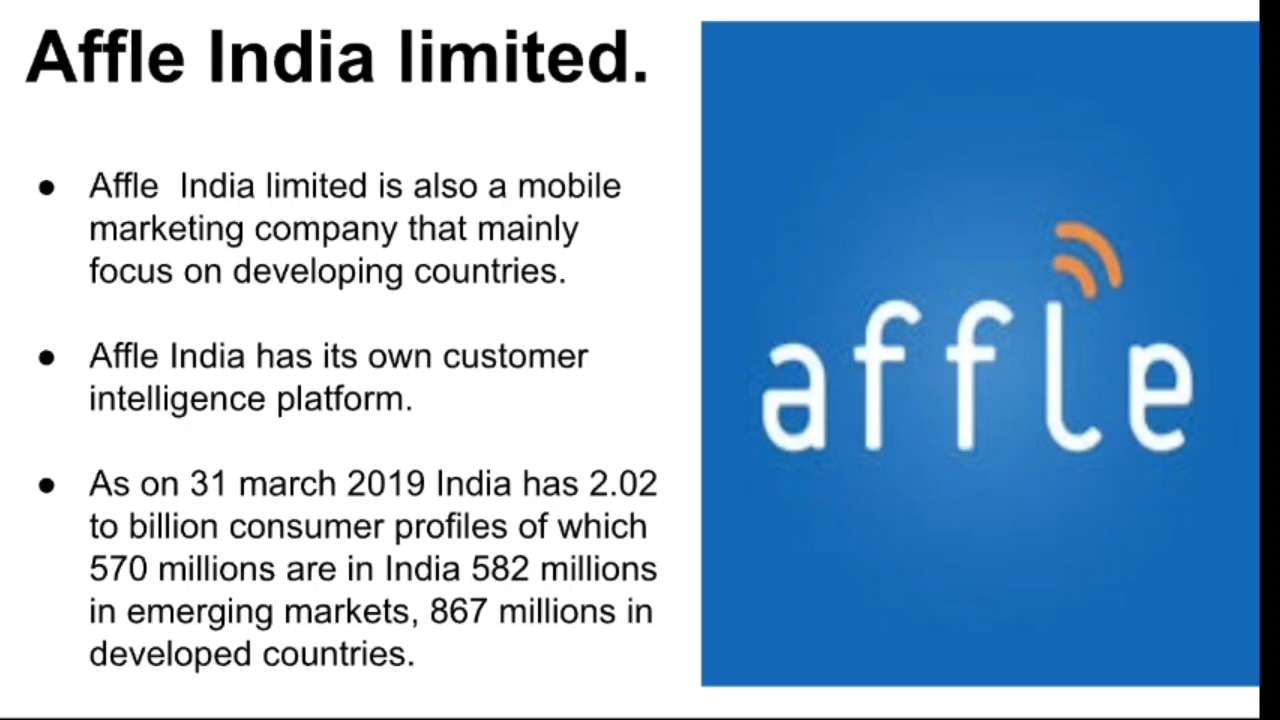 Affle India limited.
● Affle  India limited is also a mobile
marketing company that mainly
focus on developing countries.
● Affle India has its own customer
intelligence platform.
● As on 31 march 2019 India has 2.02
to billion consumer profiles of which
570 millions are in India 582 millions
in emerging markets, 867 millions in
developed countries.
affle